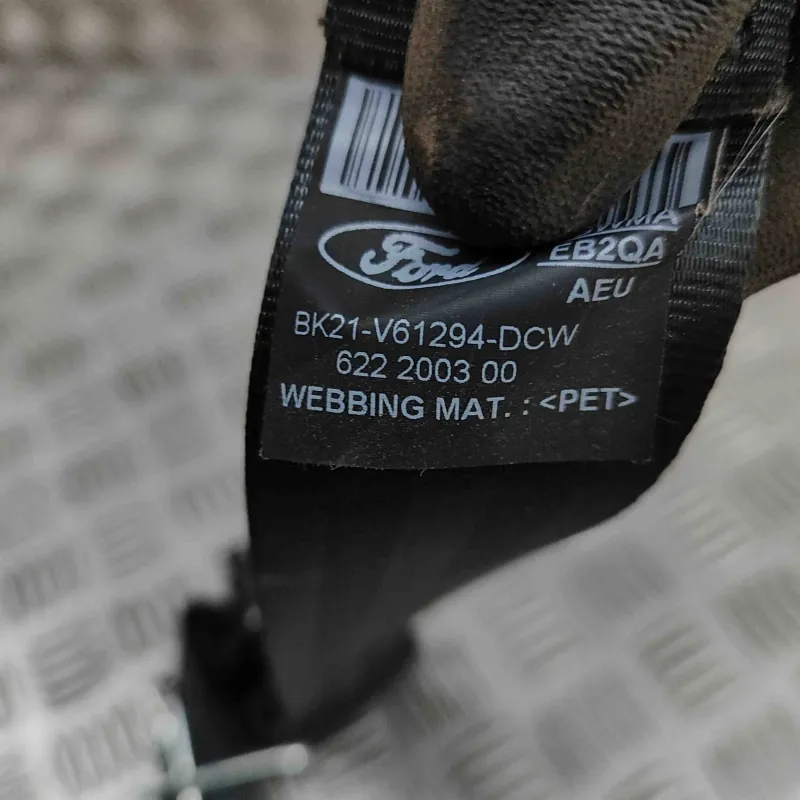 Ford
EB2QA
AEU
BK21-V61294-DCW
622 2003 00
WEBBING MAT. : <PET>